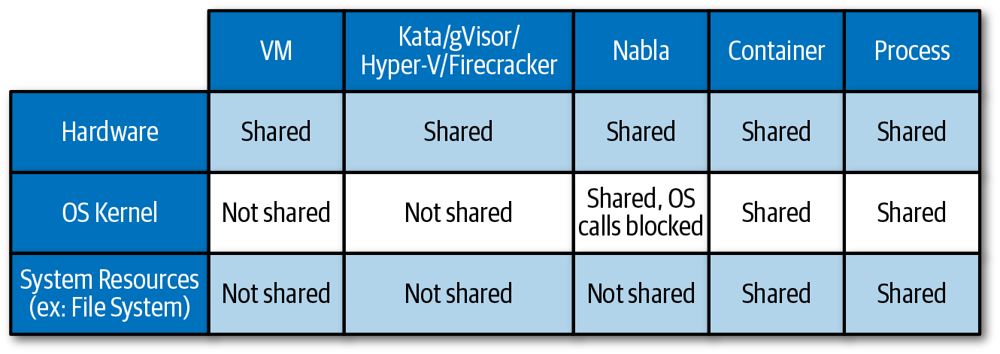 VM
Kata/gVisor/
Hyper-V/Firecracker
Nabla
Container
Process
Hardware
Shared
Shared
Shared
Shared
Shared
OS Kernel
Not shared
Not shared
Shared, OS
calls blocked
Shared
Shared
System Resources
(ex: File System)
Not shared
Not shared
Not shared
Shared
Shared